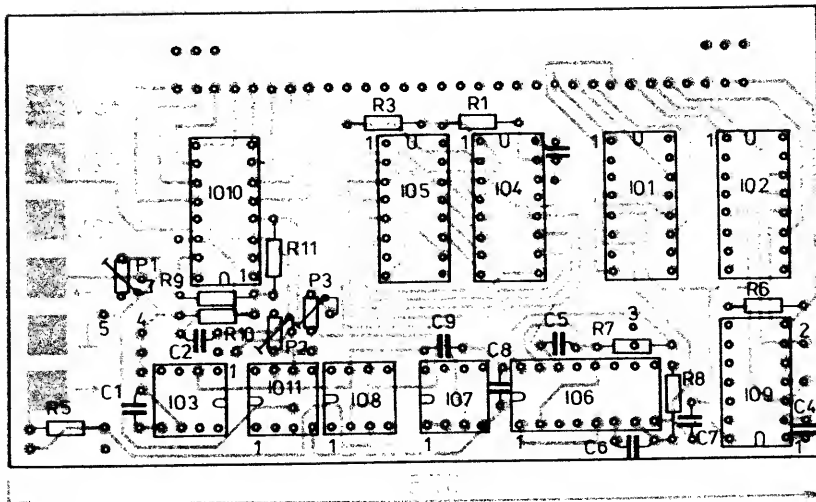 R3 R1
1 1 1 1
IO5 IO4 IO1 IO2
IO10
R11
P1 1 P3
R9 R6
5 4 R10 C9 C5 R7 3 2
C2 P2
1 C8
C1 IO3 IO11 IO8 IO7 IO6 R8 IO9
R5 C4
1 1 1 1 C6 C7 1